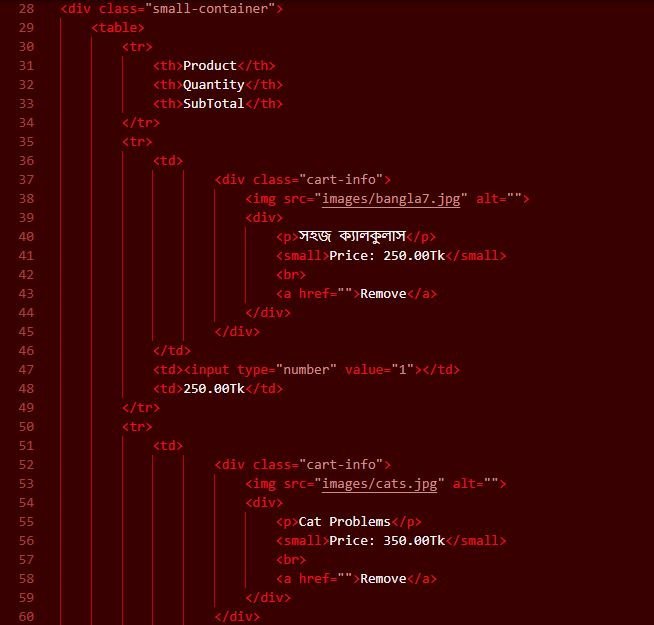 28 <div class="small-container">
29 <table>
30 <tr>
31 <th>Product</th>
32 <th>Quantity</th>
33 <th>SubTotal</th>
34 </tr>
35 <tr>
36 <td>
37 <div class="cart-info">
38 <img src="images/bangla7.jpg" alt="">
39 <div>
40 <p>সহজ ক্যালকুলাস</p>
41 <small>Price: 250.00Tk</small>
42 <br>
43 <a href="">Remove</a>
44 </div>
45 </div>
46 </td>
47 <td><input type="number" value="1"></td>
48 <td>250.00Tk</td>
49 </tr>
50 <tr>
51 <td>
52 <div class="cart-info">
53 <img src="images/cats.jpg" alt="">
54 <div>
55 <p>Cat Problems</p>
56 <small>Price: 350.00Tk</small>
57 <br>
58 <a href="">Remove</a>
59 </div>
60 </div>